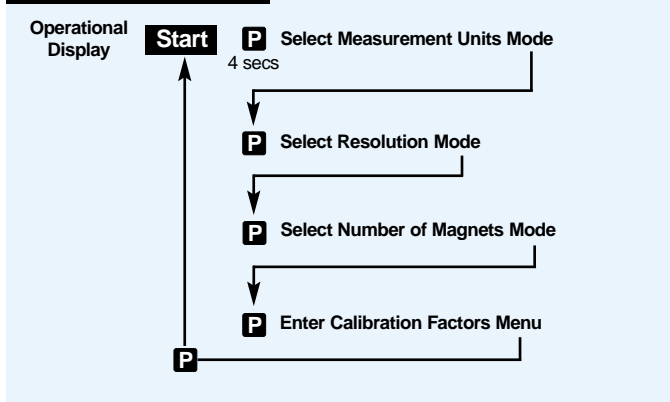 Operational
Display
Start
P Select Measurement Units Mode
4 secs
P Select Resolution Mode
P Select Number of Magnets Mode
P Enter Calibration Factors Menu
P